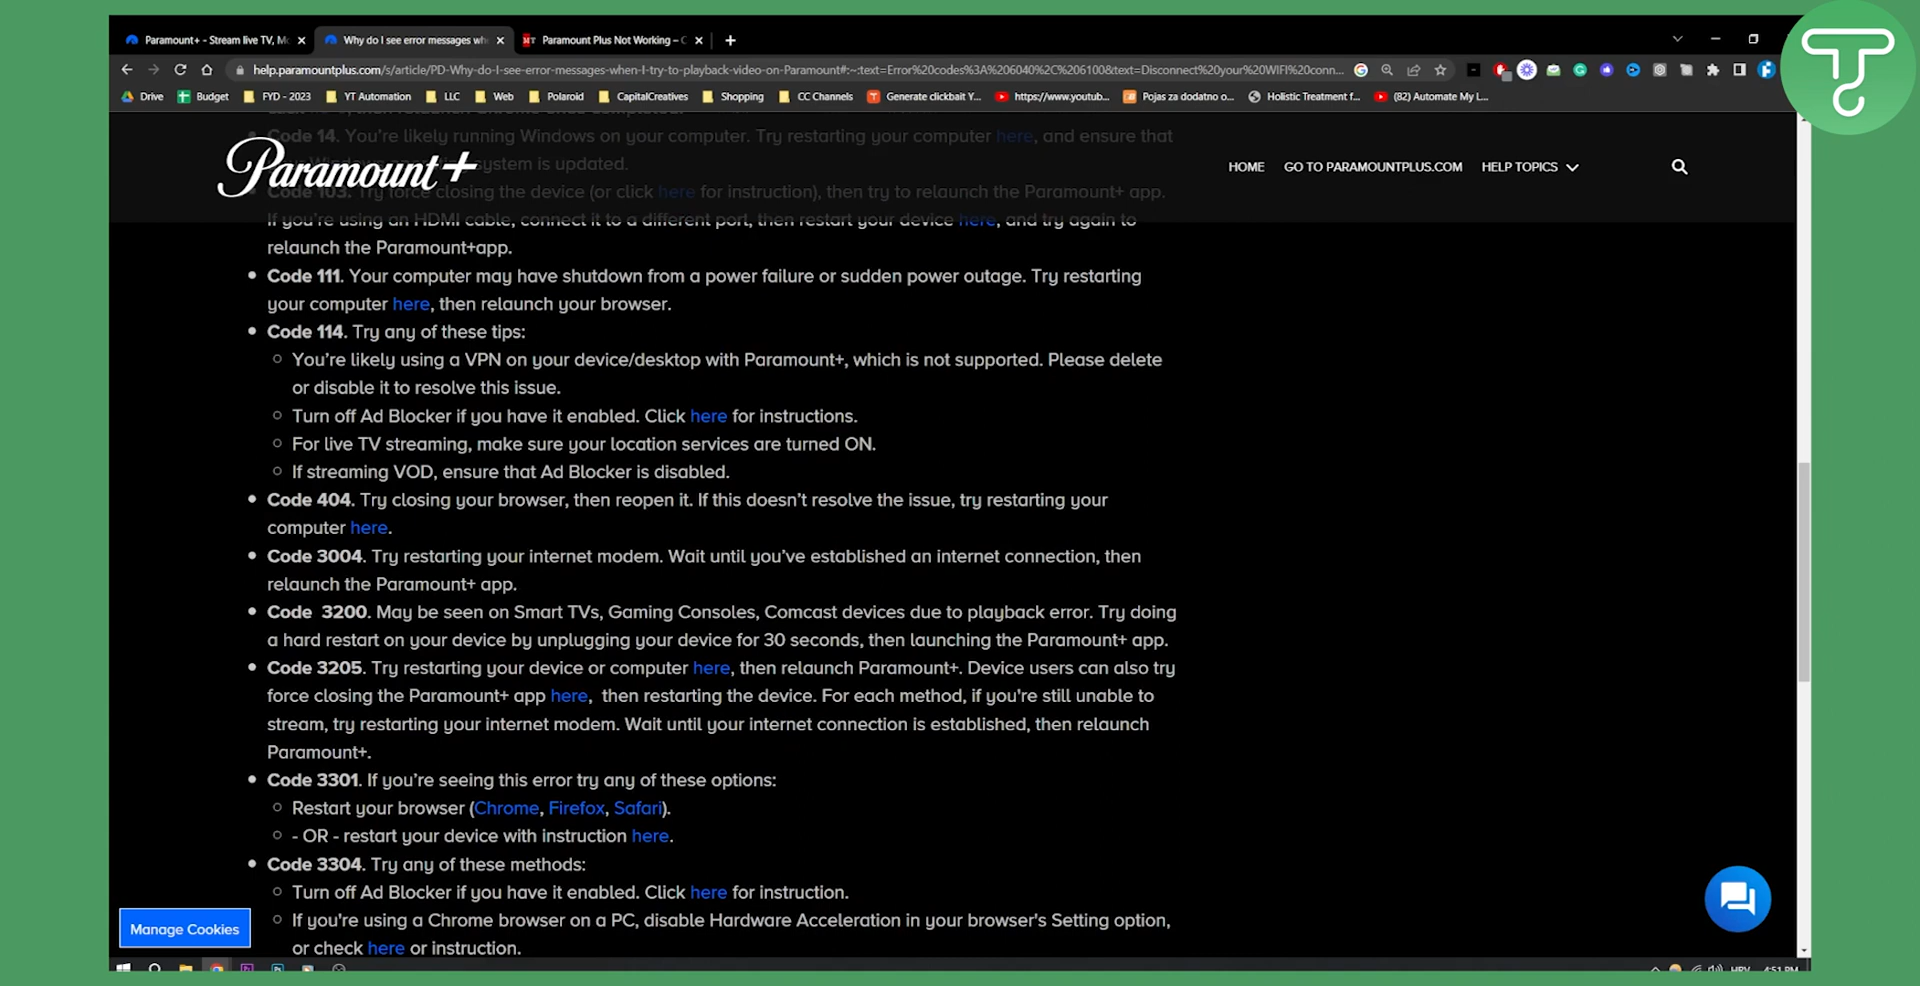 Paramount+ - Stream live TV, Mo
Why do I see error messages wh
MT Paramount Plus Not Working – C
help.paramountplus.com/s/article/PD-Why-do-I-see-error-messages-when-I-try-to-playback-video-on-Paramount#:~:text=Error%20codes%3A%206040%2C%206100&text=Disconnect%20your%20WIFI%20conn...
Drive Budget FYD - 2023 YT Automation LLC Web Polaroid CapitalCreatives Shopping CC Channels Generate clickbait Y... https://www.youtub... Pojas za dodatno o... Holistic Treatment f... (82) Automate My L...
Code 14. You're likely running Windows on your computer. Try restarting your computer here, and ensure that
system is updated.
Paramount+
HOME GO TO PARAMOUNTPLUS.COM HELP TOPICS
Code 103. Try force closing the device (or click here for instruction), then try to relaunch the Paramount+ app.
If you're using an HDMI cable, connect it to a different port, then restart your device here, and try again to
relaunch the Paramount+app.
Code 111. Your computer may have shutdown from a power failure or sudden power outage. Try restarting
your computer here, then relaunch your browser.
Code 114. Try any of these tips:
You're likely using a VPN on your device/desktop with Paramount+, which is not supported. Please delete
or disable it to resolve this issue.
Turn off Ad Blocker if you have it enabled. Click here for instructions.
For live TV streaming, make sure your location services are turned ON.
If streaming VOD, ensure that Ad Blocker is disabled.
Code 404. Try closing your browser, then reopen it. If this doesn't resolve the issue, try restarting your
computer here.
Code 3004. Try restarting your internet modem. Wait until you've established an internet connection, then
relaunch the Paramount+ app.
Code 3200. May be seen on Smart TVs, Gaming Consoles, Comcast devices due to playback error. Try doing
a hard restart on your device by unplugging your device for 30 seconds, then launching the Paramount+ app.
Code 3205. Try restarting your device or computer here, then relaunch Paramount+. Device users can also try
force closing the Paramount+ app here, then restarting the device. For each method, if you're still unable to
stream, try restarting your internet modem. Wait until your internet connection is established, then relaunch
Paramount+.
Code 3301. If you're seeing this error try any of these options:
Restart your browser (Chrome, Firefox, Safari).
- OR - restart your device with instruction here.
Code 3304. Try any of these methods:
Turn off Ad Blocker if you have it enabled. Click here for instruction.
If you're using a Chrome browser on a PC, disable Hardware Acceleration in your browser's Setting option,
or check here or instruction.
Manage Cookies
HRV 4:51 PM